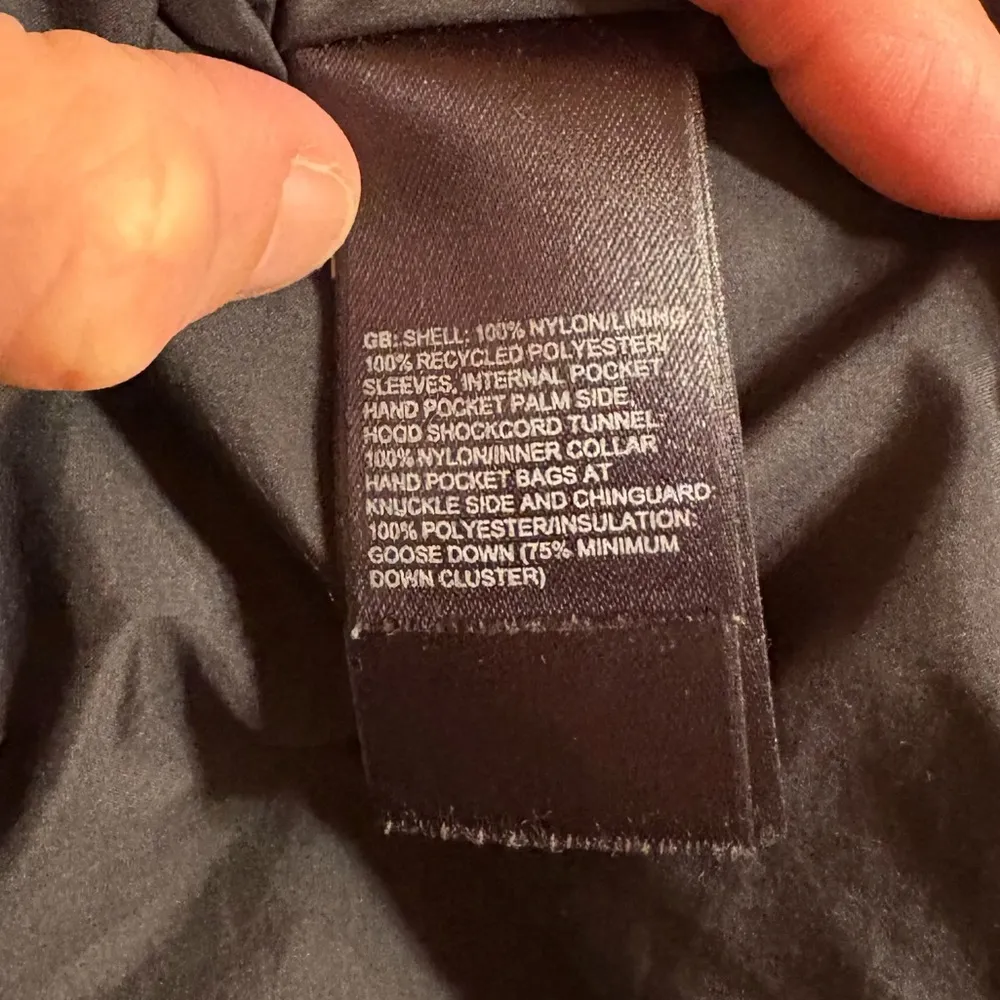 GB: SHELL: 100% NYLON/LINING:
100% RECYCLED POLYESTER/
SLEEVES, INTERNAL POCKET
HAND POCKET PALM SIDE,
HOOD SHOCKCORD TUNNEL
100% NYLON/INNER COLLAR
HAND POCKET BAGS AT
KNUCKLE SIDE AND CHINGUARD:
100% POLYESTER/INSULATION:
GOOSE DOWN (75% MINIMUM
DOWN CLUSTER)